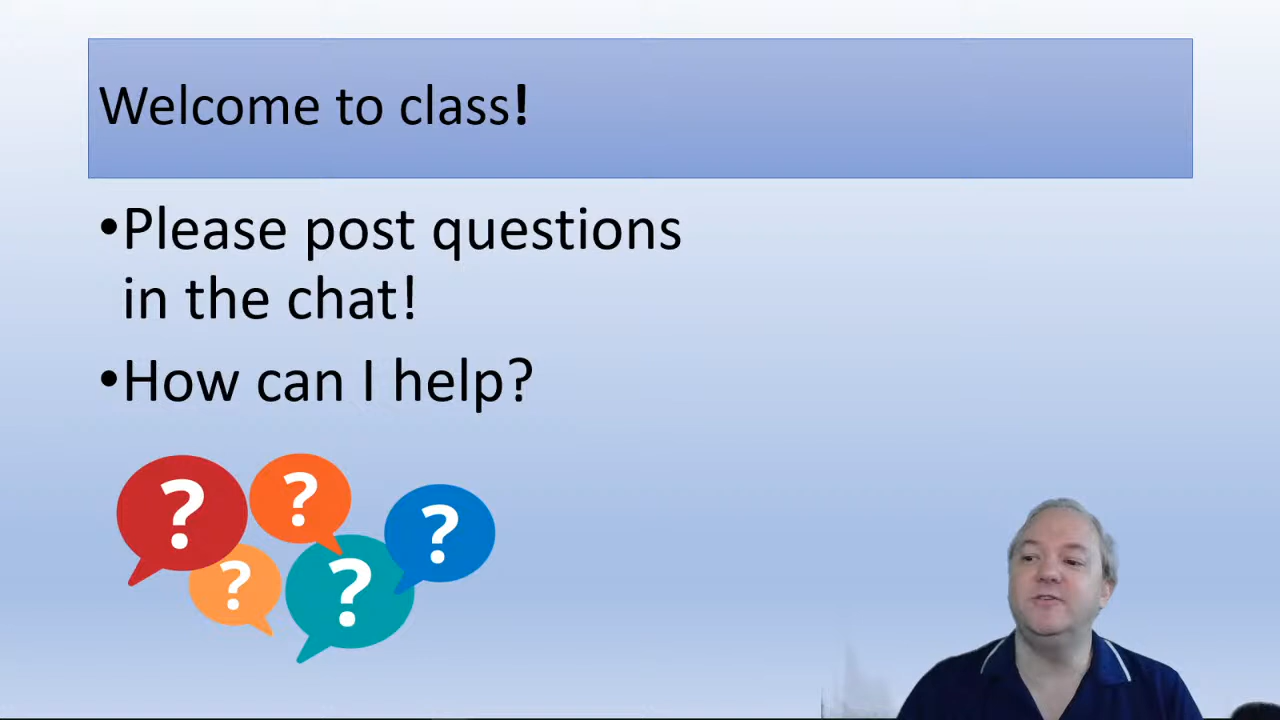 Welcome to class!
•Please post questions
in the chat!
•How can I help?
? ? ?
? ?